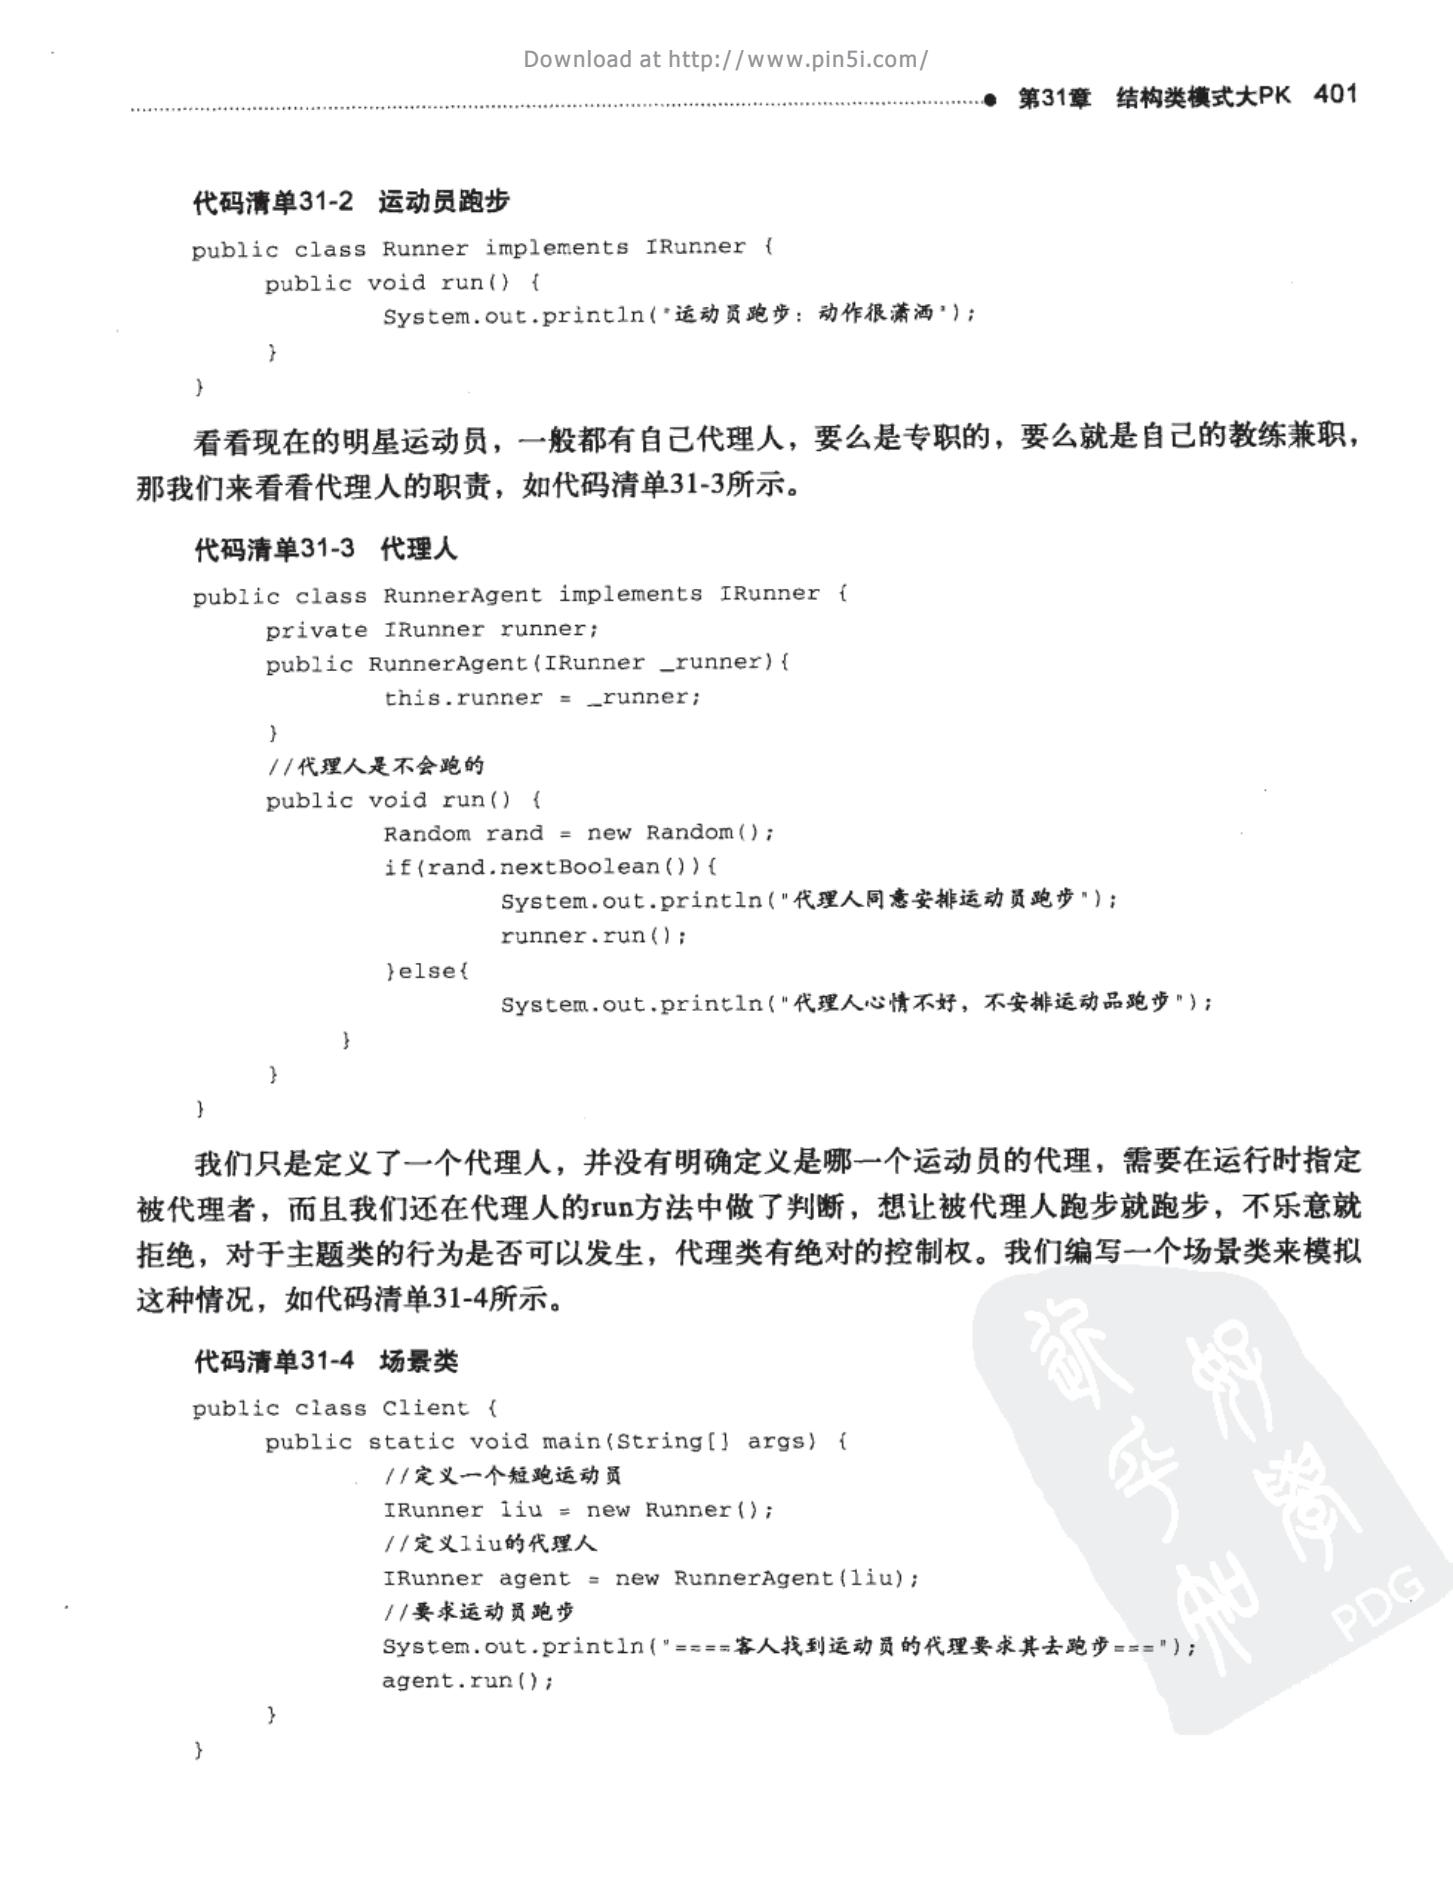 Download at http://www.pin5i.com/
第31章 结构类模式大PK 401
代码清单31-2 运动员跑步
public class Runner implements IRunner {
public void run() {
System.out.println("运动员跑步：动作很潇洒");
}
}
看看现在的明星运动员，一般都有自己代理人，要么是专职的，要么就是自己的教练兼职，
那我们来看看代理人的职责，如代码清单31-3所示。
代码清单31-3 代理人
public class RunnerAgent implements IRunner {
private IRunner runner;
public RunnerAgent(IRunner _runner){
this.runner = _runner;
}
//代理人是不会跑的
public void run() {
Random rand = new Random();
if(rand.nextBoolean()){
System.out.println("代理人同意安排运动员跑步");
runner.run();
}else{
System.out.println("代理人心情不好，不安排运动品跑步");
}
}
}
我们只是定义了一个代理人，并没有明确定义是哪一个运动员的代理，需要在运行时指定
被代理者，而且我们还在代理人的run方法中做了判断，想让被代理人跑步就跑步，不乐意就
拒绝，对于主题类的行为是否可以发生，代理类有绝对的控制权。我们编写一个场景类来模拟
这种情况，如代码清单31-4所示。
代码清单31-4 场景类
public class Client {
public static void main(String[] args) {
//定义一个短跑运动员
IRunner liu = new Runner();
//定义liu的代理人
IRunner agent = new RunnerAgent(liu);
//要求运动员跑步
System.out.println("====客人找到运动员的代理要求其去跑步===");
agent.run();
}
}
PDG